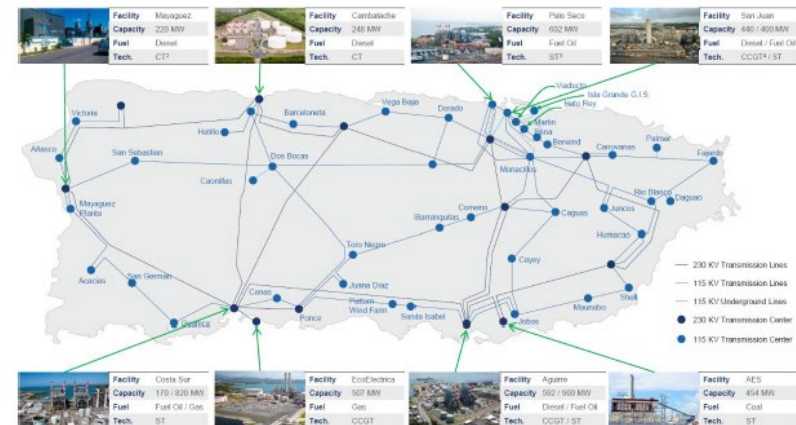 Facility Mayaguez
Capacity 220 MW
Fuel Diesel
Tech. CT²
Facility Cambalache
Capacity 248 MW
Fuel Diesel
Tech. CT
Facility Palo Seco
Capacity 602 MW
Fuel Fuel Oil
Tech. ST³
Facility San Juan
Capacity 440 / 400 MW
Fuel Diesel / Fuel Oil
Tech. CCGT⁴ / ST
Viaducto
Isla Grande G.I.S.
Hato Rey
Victoria
Barceloneta
Vega Baja
Dorado
Martin
Pena
Hatillo
Berwind
Canovanas
Palmer
Fajardo
Añasco
San Sebastian
Dos Bocas
Monacillos
Caonillas
Rio Blanco
Daguao
Mayaguez
Planta
Comerio
Juncos
Barranquitas
Caguas
Humacao
Toro Negro
Cayey
Acacias
San German
Juana Diaz
Canas
Pattern
Wind Farm
Santa Isabel
Maunabo
Shell
Guanica
Ponce
Jobos
230 KV Transmission Lines
115 KV Transmission Lines
115 KV Underground Lines
230 KV Transmission Center
115 KV Transmission Center
Facility Costa Sur
Capacity 170 / 820 MW
Fuel Fuel Oil / Gas
Tech. ST
Facility EcoElectrica
Capacity 507 MW
Fuel Gas
Tech. CCGT
Facility Aguirre
Capacity 592 / 900 MW
Fuel Diesel / Fuel Oil
Tech. CCGT / ST
Facility AES
Capacity 454 MW
Fuel Coal
Tech. ST